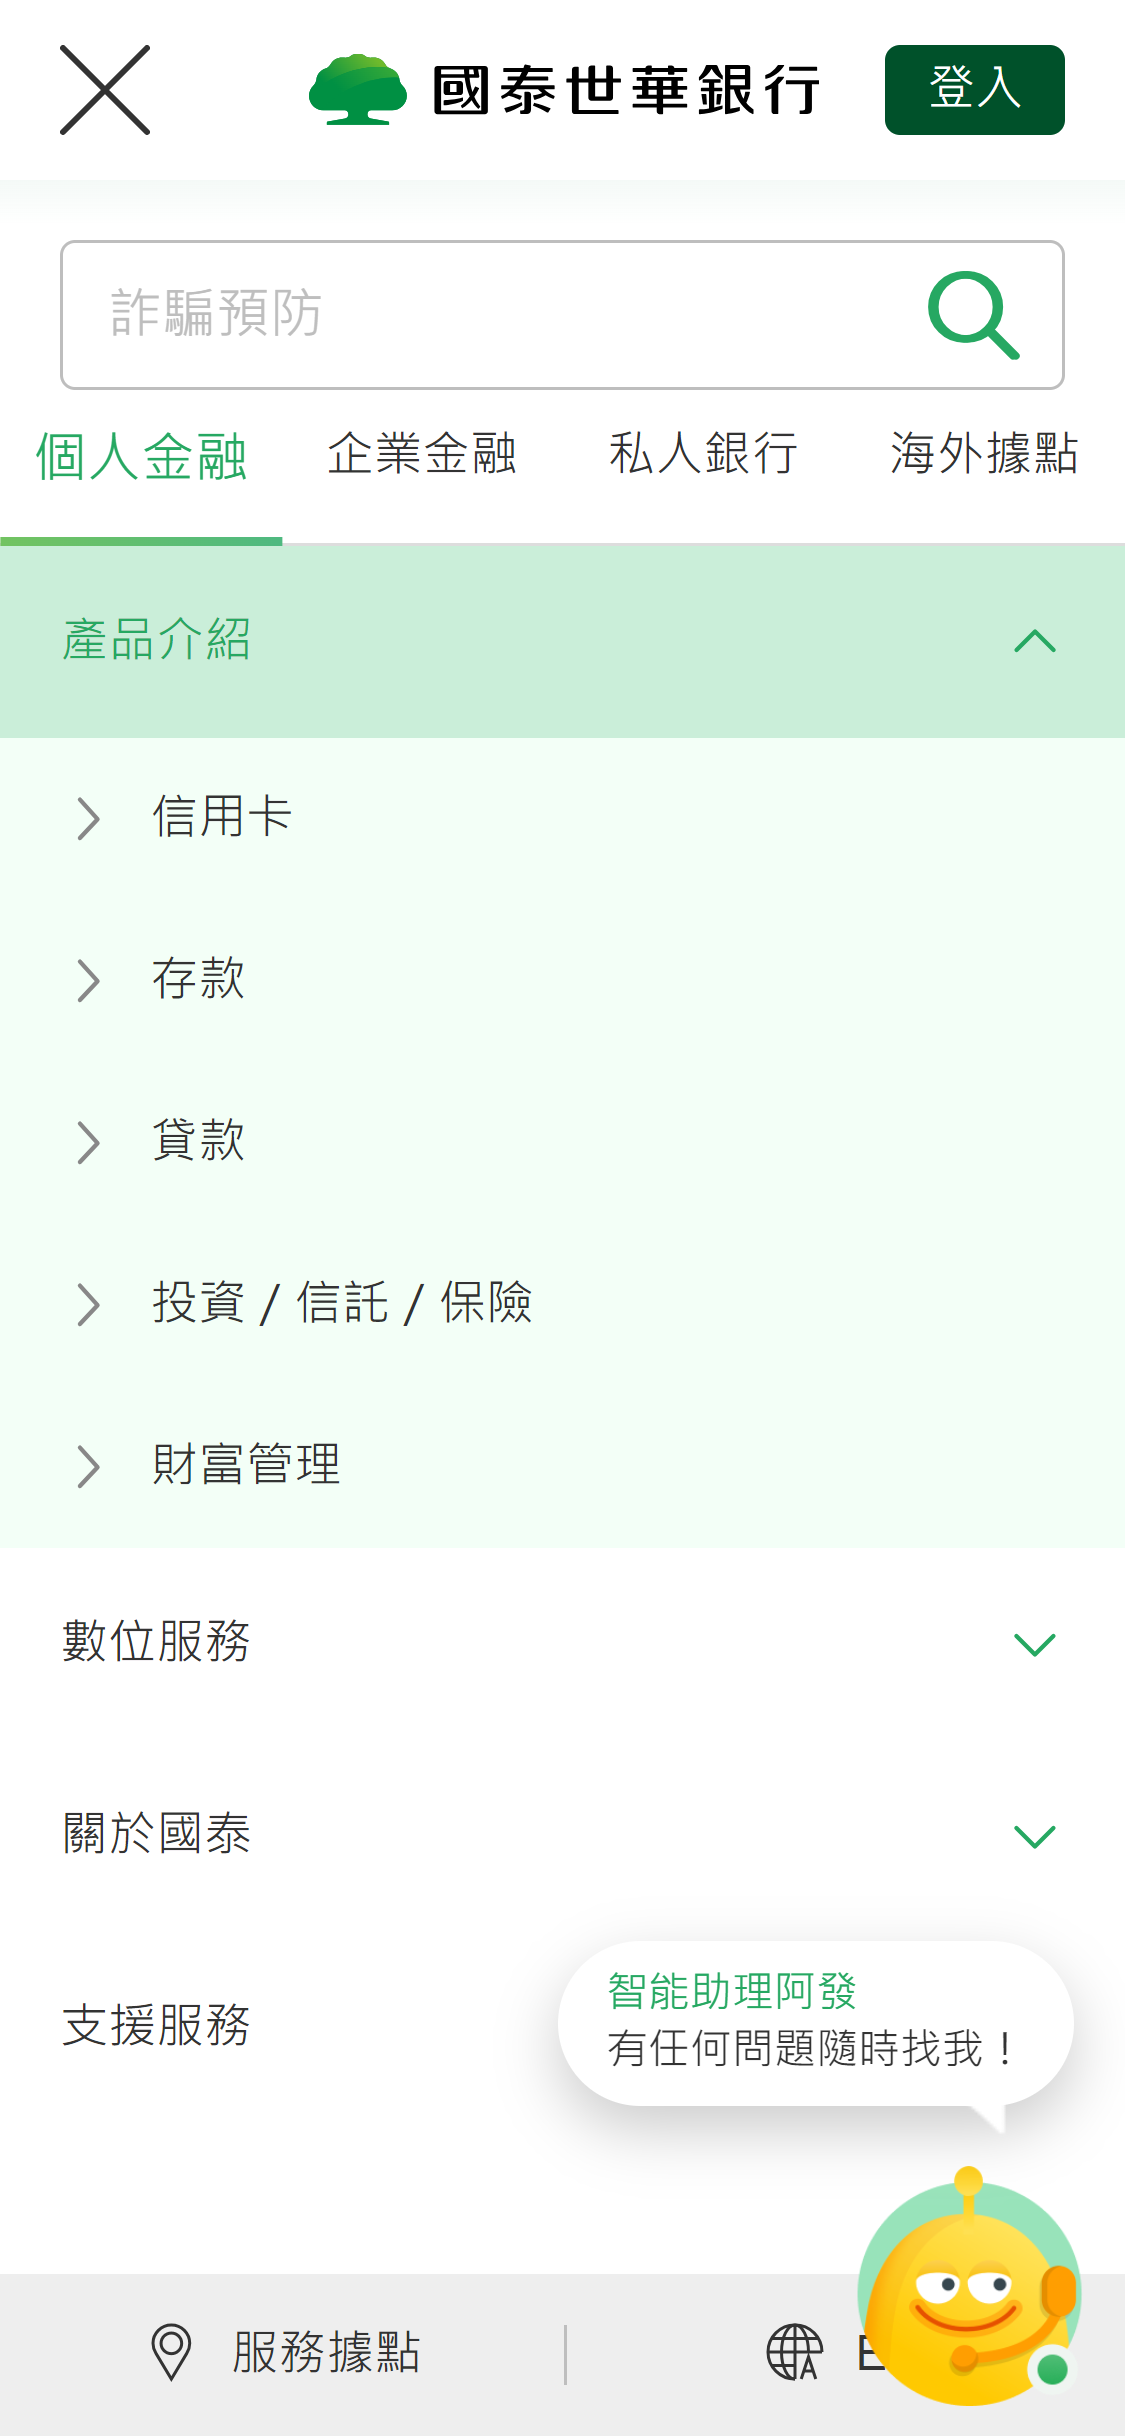 國泰世華銀行
登入
詐騙預防
個人金融
企業金融
私人銀行
海外據點
產品介紹
信用卡
存款
貸款
投資 / 信託 / 保險
財富管理
數位服務
關於國泰
支援服務
智能助理阿發
有任何問題隨時找我！
服務據點